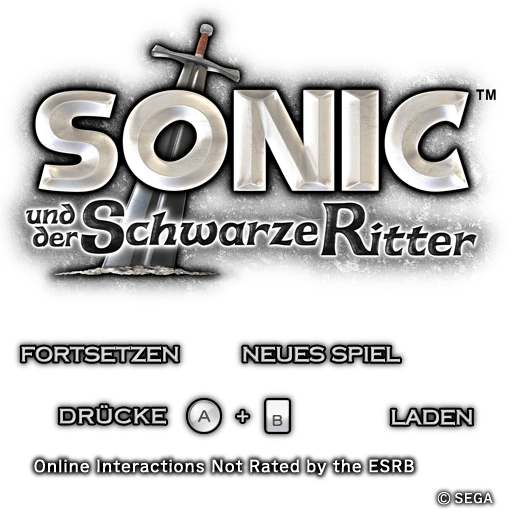 SONIC™
und der Schwarze Ritter
FORTSETZEN NEUES SPIEL
DRÜCKE A + B LADEN
Online Interactions Not Rated by the ESRB
© SEGA